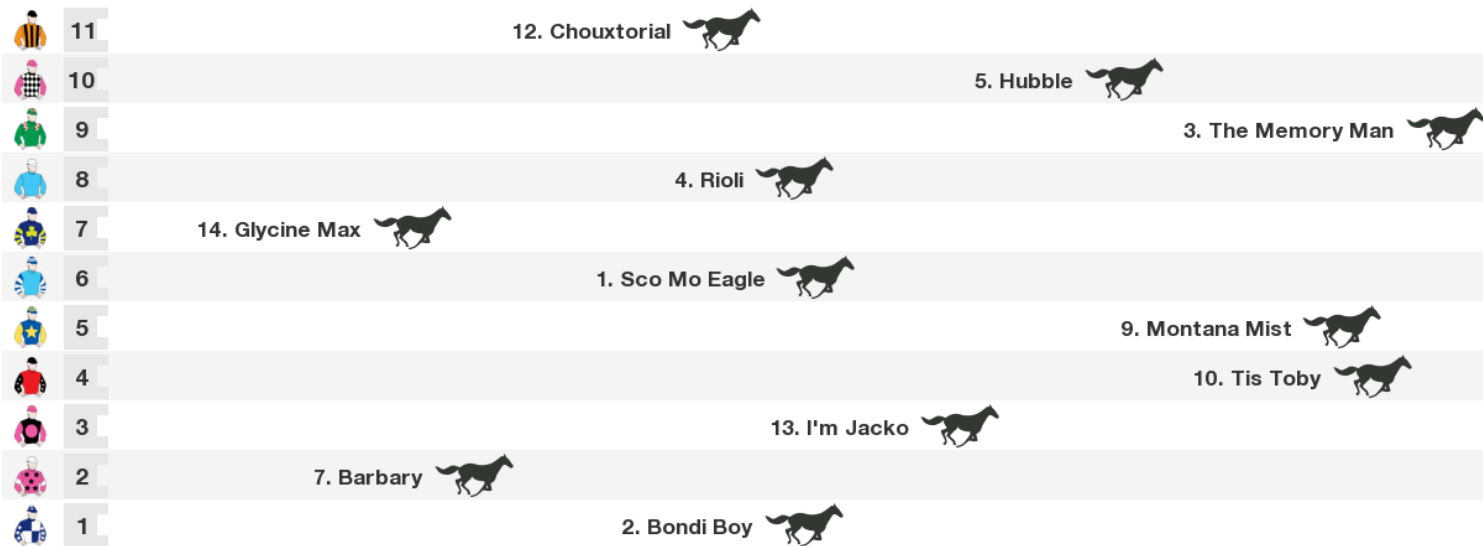 11 12. Chouxtorial
10 5. Hubble
9 3. The Memory Man
8 4. Rioli
7 14. Glycine Max
6 1. Sco Mo Eagle
5 9. Montana Mist
4 10. Tis Toby
3 13. I'm Jacko
2 7. Barbary
1 2. Bondi Boy